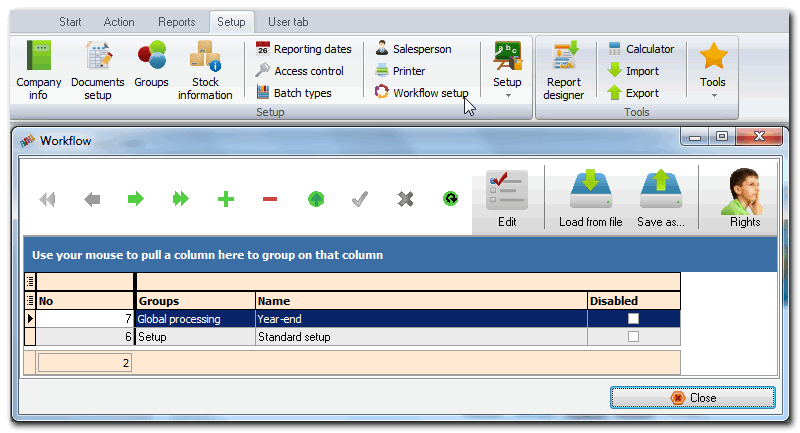 Start Action Reports Setup User tab
Company info
Documents setup
Groups
Stock information
26 Reporting dates
Access control
Batch types
Salesperson
Printer
Workflow setup
a b c
Setup
Report designer
Calculator
Import
Export
Tools
Setup
Tools
Workflow
Edit Load from file Save as... Rights
Use your mouse to pull a column here to group on that column
No Groups Name Disabled
7 Global processing Year-end
6 Setup Standard setup
2
Close